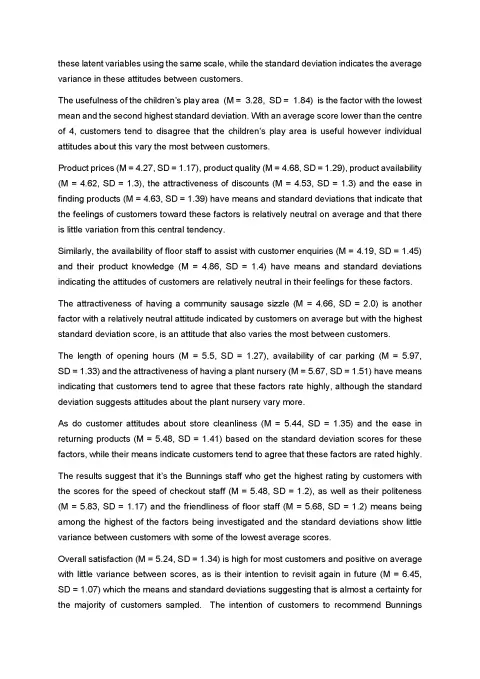 these latent variables using the same scale, while the standard deviation indicates the average
variance in these attitudes between customers.
The usefulness of the children's play area (M = 3.28, SD = 1.84) is the factor with the lowest
mean and the second highest standard deviation. With an average score lower than the centre
of 4, customers tend to disagree that the children's play area is useful however individual
attitudes about this vary the most between customers.
Product prices (M = 4.27, SD = 1.17), product quality (M = 4.68, SD = 1.29), product availability
(M = 4.62, SD = 1.3), the attractiveness of discounts (M = 4.53, SD = 1.3) and the ease in
finding products (M = 4.63, SD = 1.39) have means and standard deviations that indicate that
the feelings of customers toward these factors is relatively neutral on average and that there
is little variation from this central tendency.
Similarly, the availability of floor staff to assist with customer enquiries (M = 4.19, SD = 1.45)
and their product knowledge (M = 4.86, SD = 1.4) have means and standard deviations
indicating the attitudes of customers are relatively neutral in their feelings for these factors.
The attractiveness of having a community sausage sizzle (M = 4.66, SD = 2.0) is another
factor with a relatively neutral attitude indicated by customers on average but with the highest
standard deviation score, is an attitude that also varies the most between customers.
The length of opening hours (M = 5.5, SD = 1.27), availability of car parking (M = 5.97,
SD = 1.33) and the attractiveness of having a plant nursery (M = 5.67, SD = 1.51) have means
indicating that customers tend to agree that these factors rate highly, although the standard
deviation suggests attitudes about the plant nursery vary more.
As do customer attitudes about store cleanliness (M = 5.44, SD = 1.35) and the ease in
returning products (M = 5.48, SD = 1.41) based on the standard deviation scores for these
factors, while their means indicate customers tend to agree that these factors are rated highly.
The results suggest that it's the Bunnings staff who get the highest rating by customers with
the scores for the speed of checkout staff (M = 5.48, SD = 1.2), as well as their politeness
(M = 5.83, SD = 1.17) and the friendliness of floor staff (M = 5.68, SD = 1.2) means being
among the highest of the factors being investigated and the standard deviations show little
variance between customers with some of the lowest average scores.
Overall satisfaction (M = 5.24, SD = 1.34) is high for most customers and positive on average
with little variance between scores, as is their intention to revisit again in future (M = 6.45,
SD = 1.07) which the means and standard deviations suggesting that is almost a certainty for
the majority of customers sampled. The intention of customers to recommend Bunnings